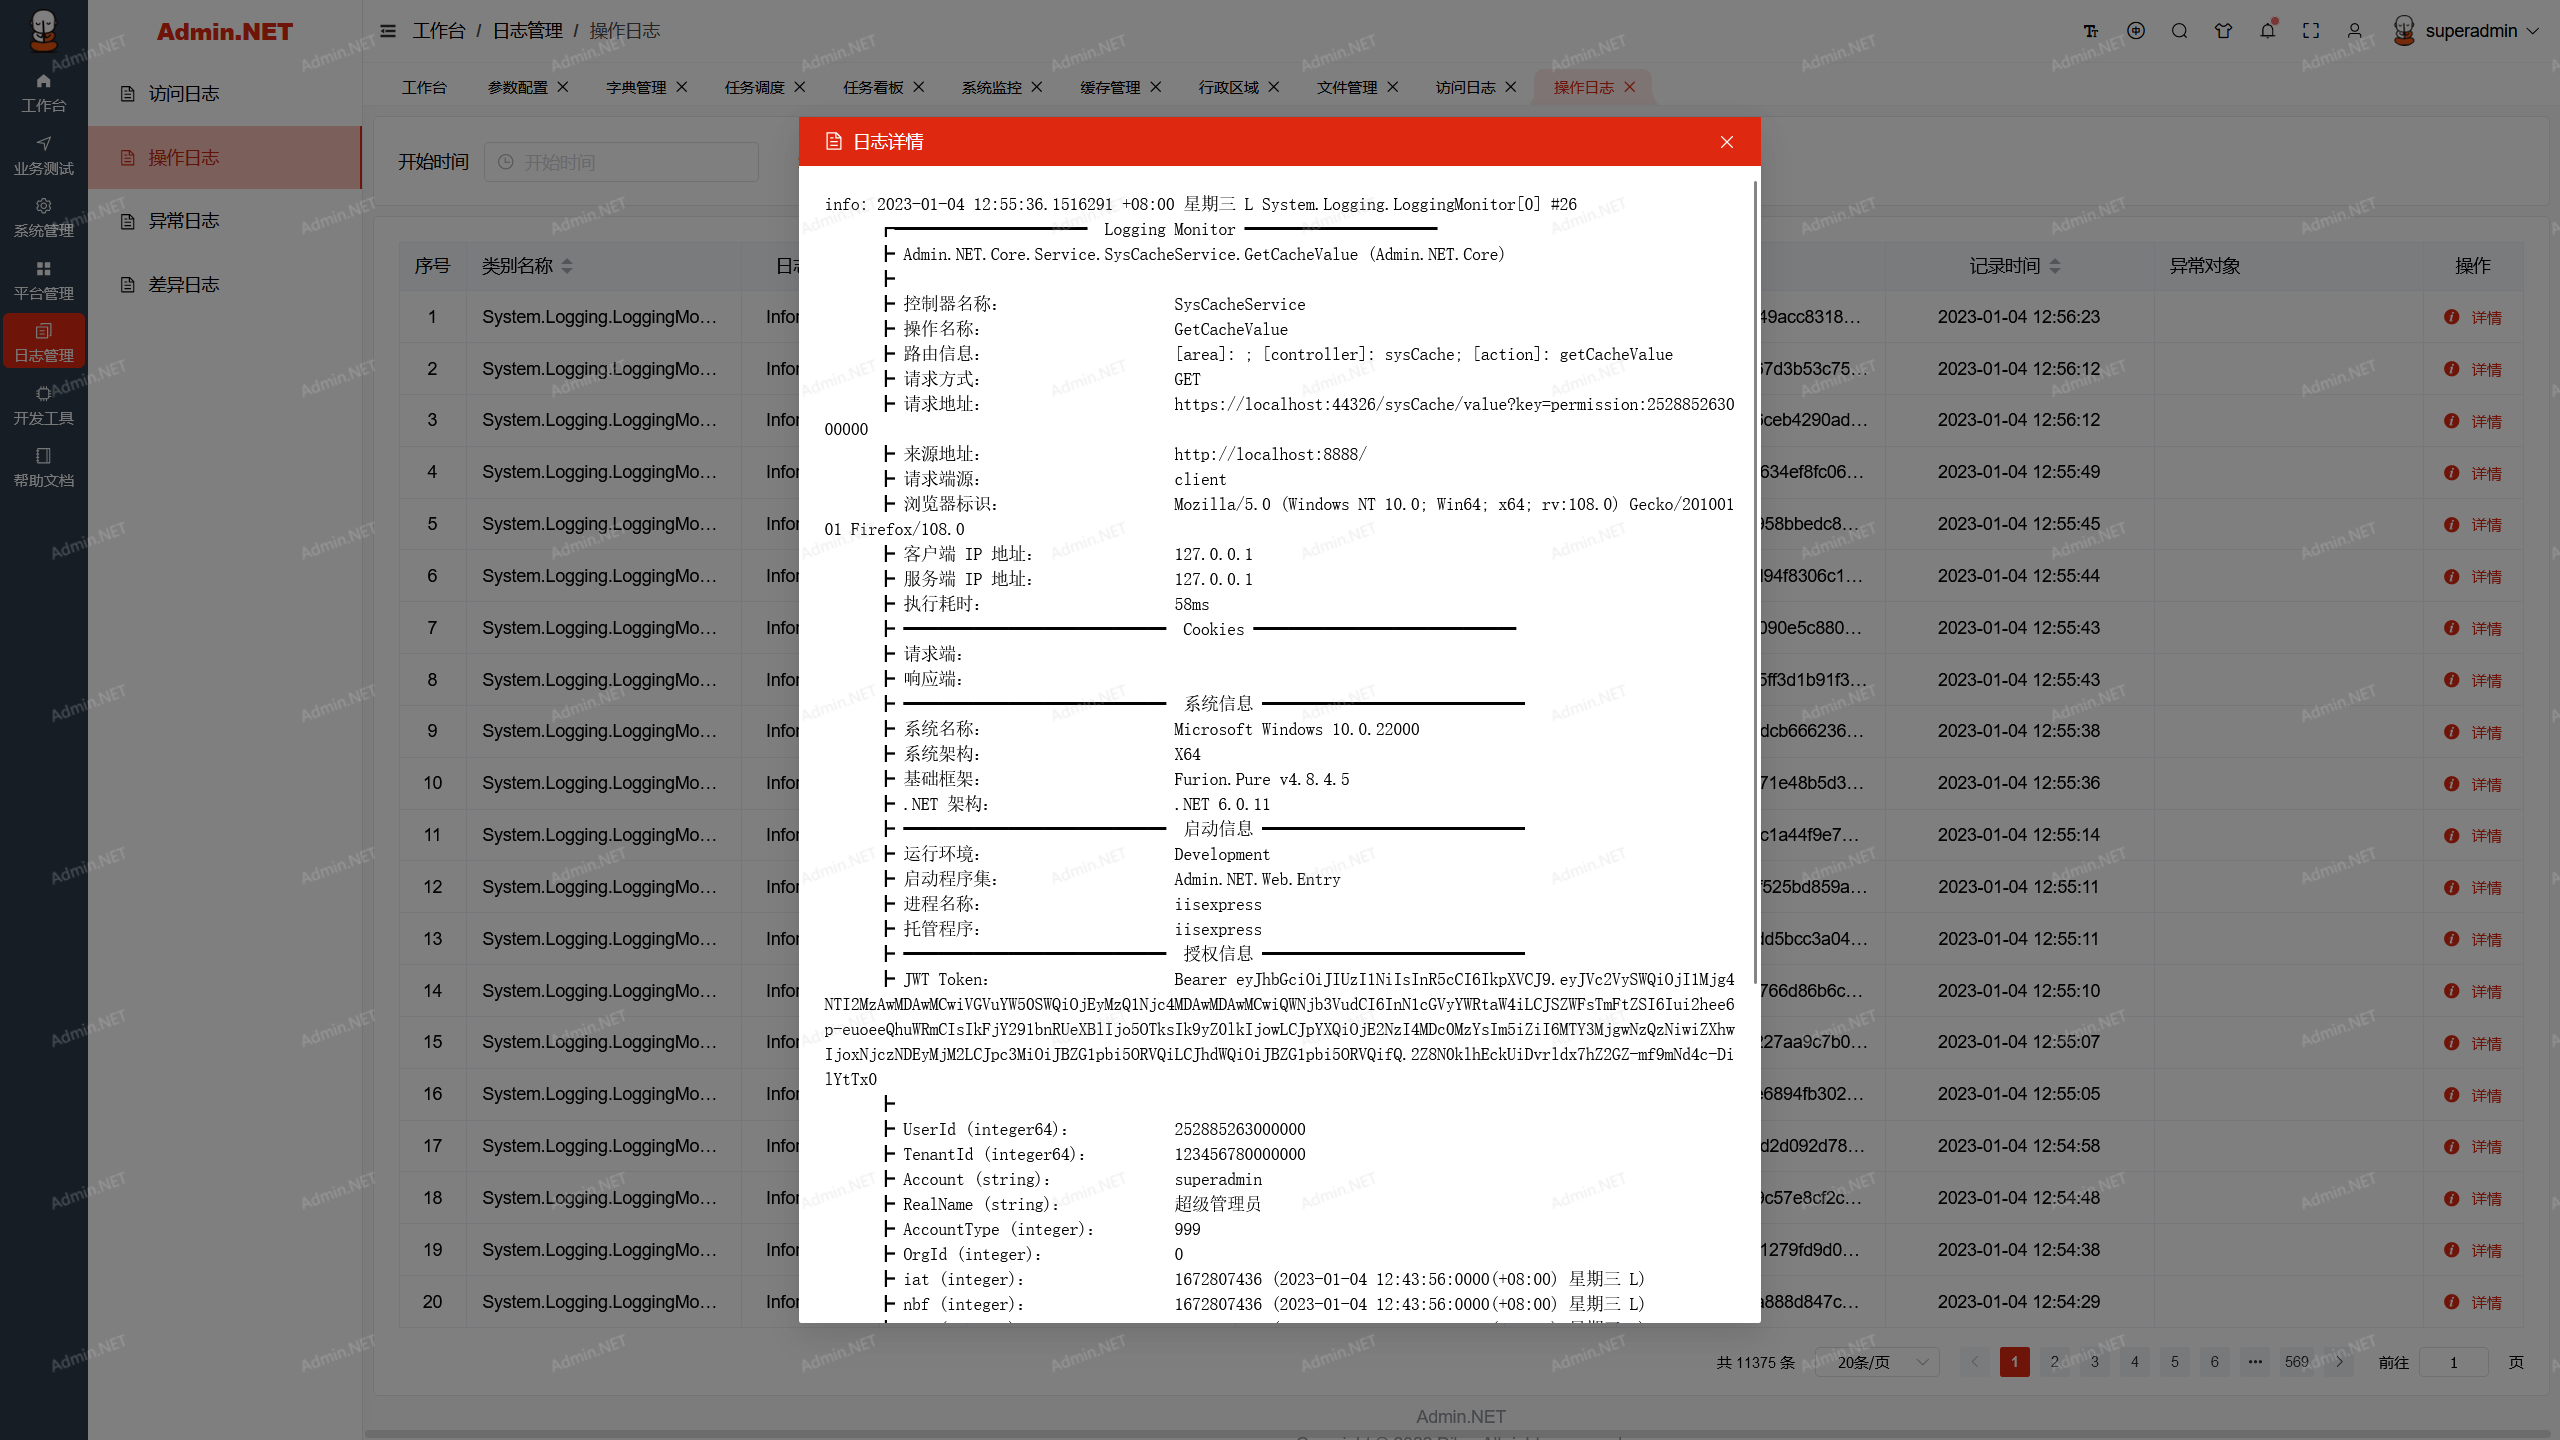 Admin.NET
工作台 / 日志管理 / 操作日志
superadmin
工作台
业务测试
系统管理
平台管理
日志管理
开发工具
帮助文档
访问日志
操作日志
异常日志
差异日志
工作台 参数配置 字典管理 任务调度 任务看板 系统监控 缓存管理 行政区域 文件管理 访问日志 操作日志
开始时间 开始时间
日志详情
info: 2023-01-04 12:55:36.1516291 +08:00 星期三 L System.Logging.LoggingMonitor[0] #26
┏━━━━━━━━━━━ Logging Monitor ━━━━━━━━━━━
┣ Admin.NET.Core.Service.SysCacheService.GetCacheValue (Admin.NET.Core)
┣
┣ 控制器名称: SysCacheService
┣ 操作名称: GetCacheValue
┣ 路由信息: [area]: ; [controller]: sysCache; [action]: getCacheValue
┣ 请求方式: GET
┣ 请求地址: https://localhost:44326/sysCache/value?key=permission:2528852630
00000
┣ 来源地址: http://localhost:8888/
┣ 请求端源: client
┣ 浏览器标识: Mozilla/5.0 (Windows NT 10.0; Win64; x64; rv:108.0) Gecko/201001
01 Firefox/108.0
┣ 客户端 IP 地址: 127.0.0.1
┣ 服务端 IP 地址: 127.0.0.1
┣ 执行耗时: 58ms
┣ ━━━━━━━━━━━━━━━ Cookies ━━━━━━━━━━━━━━━
┣ 请求端:
┣ 响应端:
┣ ━━━━━━━━━━━━━━━ 系统信息 ━━━━━━━━━━━━━━━
┣ 系统名称: Microsoft Windows 10.0.22000
┣ 系统架构: X64
┣ 基础框架: Furion.Pure v4.8.4.5
┣ .NET 架构: .NET 6.0.11
┣ ━━━━━━━━━━━━━━━ 启动信息 ━━━━━━━━━━━━━━━
┣ 运行环境: Development
┣ 启动程序集: Admin.NET.Web.Entry
┣ 进程名称: iisexpress
┣ 托管程序: iisexpress
┣ ━━━━━━━━━━━━━━━ 授权信息 ━━━━━━━━━━━━━━━
┣ JWT Token: Bearer eyJhbGciOiJIUzI1NiIsInR5cCI6IkpXVCJ9.eyJVc2VySWQiOjI1Mjg4
NTI2MzAwMDAwMCwiVGVuYW50SWQiOjEyMzQ1Njc4MDAwMDAwMCwiQWNjb3VudCI6InN1cGVyYWRtaW4iLCJSZWFsTmFtZSI6Iui2hee6
p-euoeeQhuWRmCIsIkFjY291bnRUeXBlIjo5OTksIk9yZ0lkIjowLCJpYXQiOjE2NzI4MDc0MzYsIm5iZiI6MTY3MjgwNzQzNiwiZXhw
IjoxNjczNDEyMjM2LCJpc3MiOiJBZG1pbi5ORVQiLCJhdWQiOiJBZG1pbi5ORVQifQ.2Z8N0klhEckUiDvrldx7hZ2GZ-mf9mNd4c-Di
lYtTx0
┣
┣ UserId (integer64): 252885263000000
┣ TenantId (integer64): 123456780000000
┣ Account (string): superadmin
┣ RealName (string): 超级管理员
┣ AccountType (integer): 999
┣ OrgId (integer): 0
┣ iat (integer): 1672807436 (2023-01-04 12:43:56:0000(+08:00) 星期三 L)
┣ nbf (integer): 1672807436 (2023-01-04 12:43:56:0000(+08:00) 星期三 L)
序号 类别名称 日志 记录时间 异常对象 操作
1 System.Logging.LoggingMo... Infor 49acc8318... 2023-01-04 12:56:23 详情
2 System.Logging.LoggingMo... Infor 67d3b53c75... 2023-01-04 12:56:12 详情
3 System.Logging.LoggingMo... Infor ceb4290ad... 2023-01-04 12:56:12 详情
4 System.Logging.LoggingMo... Infor 634ef8fc06... 2023-01-04 12:55:49 详情
5 System.Logging.LoggingMo... Infor 958bbedc8... 2023-01-04 12:55:45 详情
6 System.Logging.LoggingMo... Infor 94f8306c1... 2023-01-04 12:55:44 详情
7 System.Logging.LoggingMo... Infor 090e5c880... 2023-01-04 12:55:43 详情
8 System.Logging.LoggingMo... Infor 5ff3d1b91f3... 2023-01-04 12:55:43 详情
9 System.Logging.LoggingMo... Infor dcb666236... 2023-01-04 12:55:38 详情
10 System.Logging.LoggingMo... Infor 71e48b5d3... 2023-01-04 12:55:36 详情
11 System.Logging.LoggingMo... Infor c1a44f9e7... 2023-01-04 12:55:14 详情
12 System.Logging.LoggingMo... Infor f525bd859a... 2023-01-04 12:55:11 详情
13 System.Logging.LoggingMo... Infor d5bcc3a04... 2023-01-04 12:55:11 详情
14 System.Logging.LoggingMo... Infor 766d86b6c... 2023-01-04 12:55:10 详情
15 System.Logging.LoggingMo... Infor 27aa9c7b0... 2023-01-04 12:55:07 详情
16 System.Logging.LoggingMo... Infor 6894fb302... 2023-01-04 12:55:05 详情
17 System.Logging.LoggingMo... Infor d2d092d78... 2023-01-04 12:54:58 详情
18 System.Logging.LoggingMo... Infor 9c57e8cf2c... 2023-01-04 12:54:48 详情
19 System.Logging.LoggingMo... Infor 1279fd9d0... 2023-01-04 12:54:38 详情
20 System.Logging.LoggingMo... Infor a888d847c... 2023-01-04 12:54:29 详情
共 11375 条 20条/页 1 2 3 4 5 6 ••• 569 前往 1 页
Admin.NET